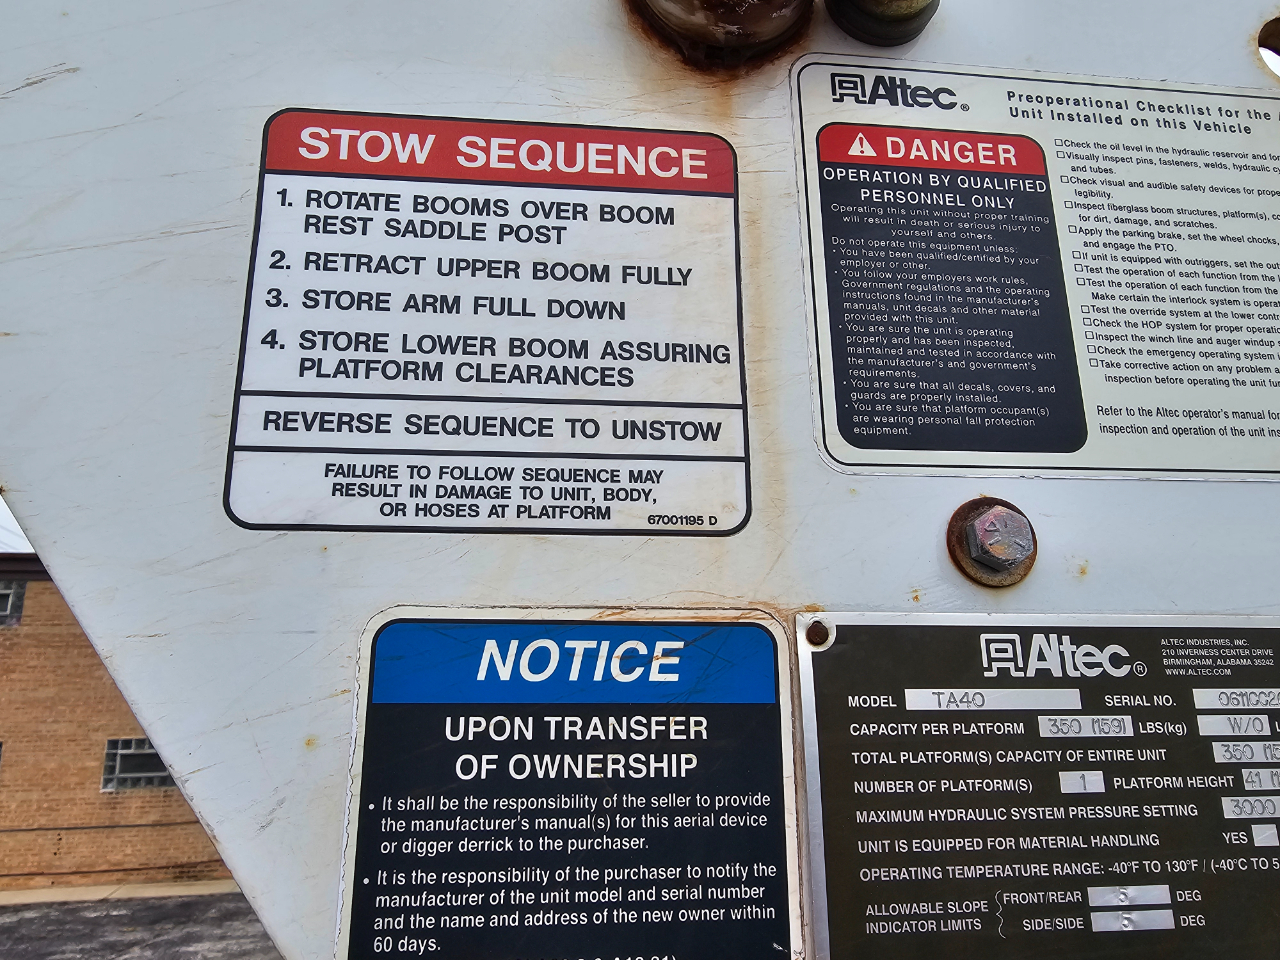 STOW SEQUENCE
1. ROTATE BOOMS OVER BOOM
REST SADDLE POST
2. RETRACT UPPER BOOM FULLY
3. STORE ARM FULL DOWN
4. STORE LOWER BOOM ASSURING
PLATFORM CLEARANCES
REVERSE SEQUENCE TO UNSTOW
FAILURE TO FOLLOW SEQUENCE MAY
RESULT IN DAMAGE TO UNIT, BODY,
OR HOSES AT PLATFORM
67001195 D
Altec®
Preoperational Checklist for the
Unit Installed on this Vehicle
DANGER
OPERATION BY QUALIFIED
PERSONNEL ONLY
Operating this unit without proper training
will result in death or serious injury to
yourself and others.
Do not operate this equipment unless:
• You have been qualified/certified by your
employer or other.
• You follow your employers work rules,
Government regulations and the operating
instructions found in the manufacturer's
manuals, unit decals and other material
provided with this unit.
• You are sure the unit is operating
properly and has been inspected,
maintained and tested in accordance with
the manufacturer's and government's
requirements.
• You are sure that all decals, covers, and
guards are properly installed.
• You are sure that platform occupant(s)
are wearing personal fall protection
equipment.
☐ Check the oil level in the hydraulic reservoir and for
☐ Visually inspect pins, fasteners, welds, hydraulic
and tubes.
☐ Check visual and audible safety devices for
legibility.
☐ Inspect fiberglass boom structures, platform(s),
for dirt, damage, and scratches.
☐ Apply the parking brake, set the wheel chocks,
and engage the PTO.
☐ If unit is equipped with outriggers, set the
☐ Test the operation of each function from the
☐ Test the operation of each function from the
Make certain the interlock system is
☐ Test the override system at the lower
☐ Check the HOP system for proper
☐ Inspect the winch line and auger windup
☐ Check the emergency operating system
☐ Take corrective action on any problem
inspection before operating the unit
Refer to the Altec operator's manual for
inspection and operation of the unit
NOTICE
UPON TRANSFER
OF OWNERSHIP
• It shall be the responsibility of the seller to provide
the manufacturer's manual(s) for this aerial device
or digger derrick to the purchaser.
• It is the responsibility of the purchaser to notify the
manufacturer of the unit model and serial number
and the name and address of the new owner within
60 days.
Altec®
ALTEC INDUSTRIES, INC.
210 INVERNESS CENTER DRIVE
BIRMINGHAM, ALABAMA 35242
WWW.ALTEC.COM
MODEL TA40 SERIAL NO.
CAPACITY PER PLATFORM 350 (159) LBS(kg) W/O
TOTAL PLATFORM(S) CAPACITY OF ENTIRE UNIT 350
NUMBER OF PLATFORM(S) 1 PLATFORM HEIGHT 41
MAXIMUM HYDRAULIC SYSTEM PRESSURE SETTING 3000
UNIT IS EQUIPPED FOR MATERIAL HANDLING YES
OPERATING TEMPERATURE RANGE: -40°F TO 130°F / (-40°C TO
ALLOWABLE SLOPE
INDICATOR LIMITS
FRONT/REAR 5 DEG
SIDE/SIDE 5 DEG